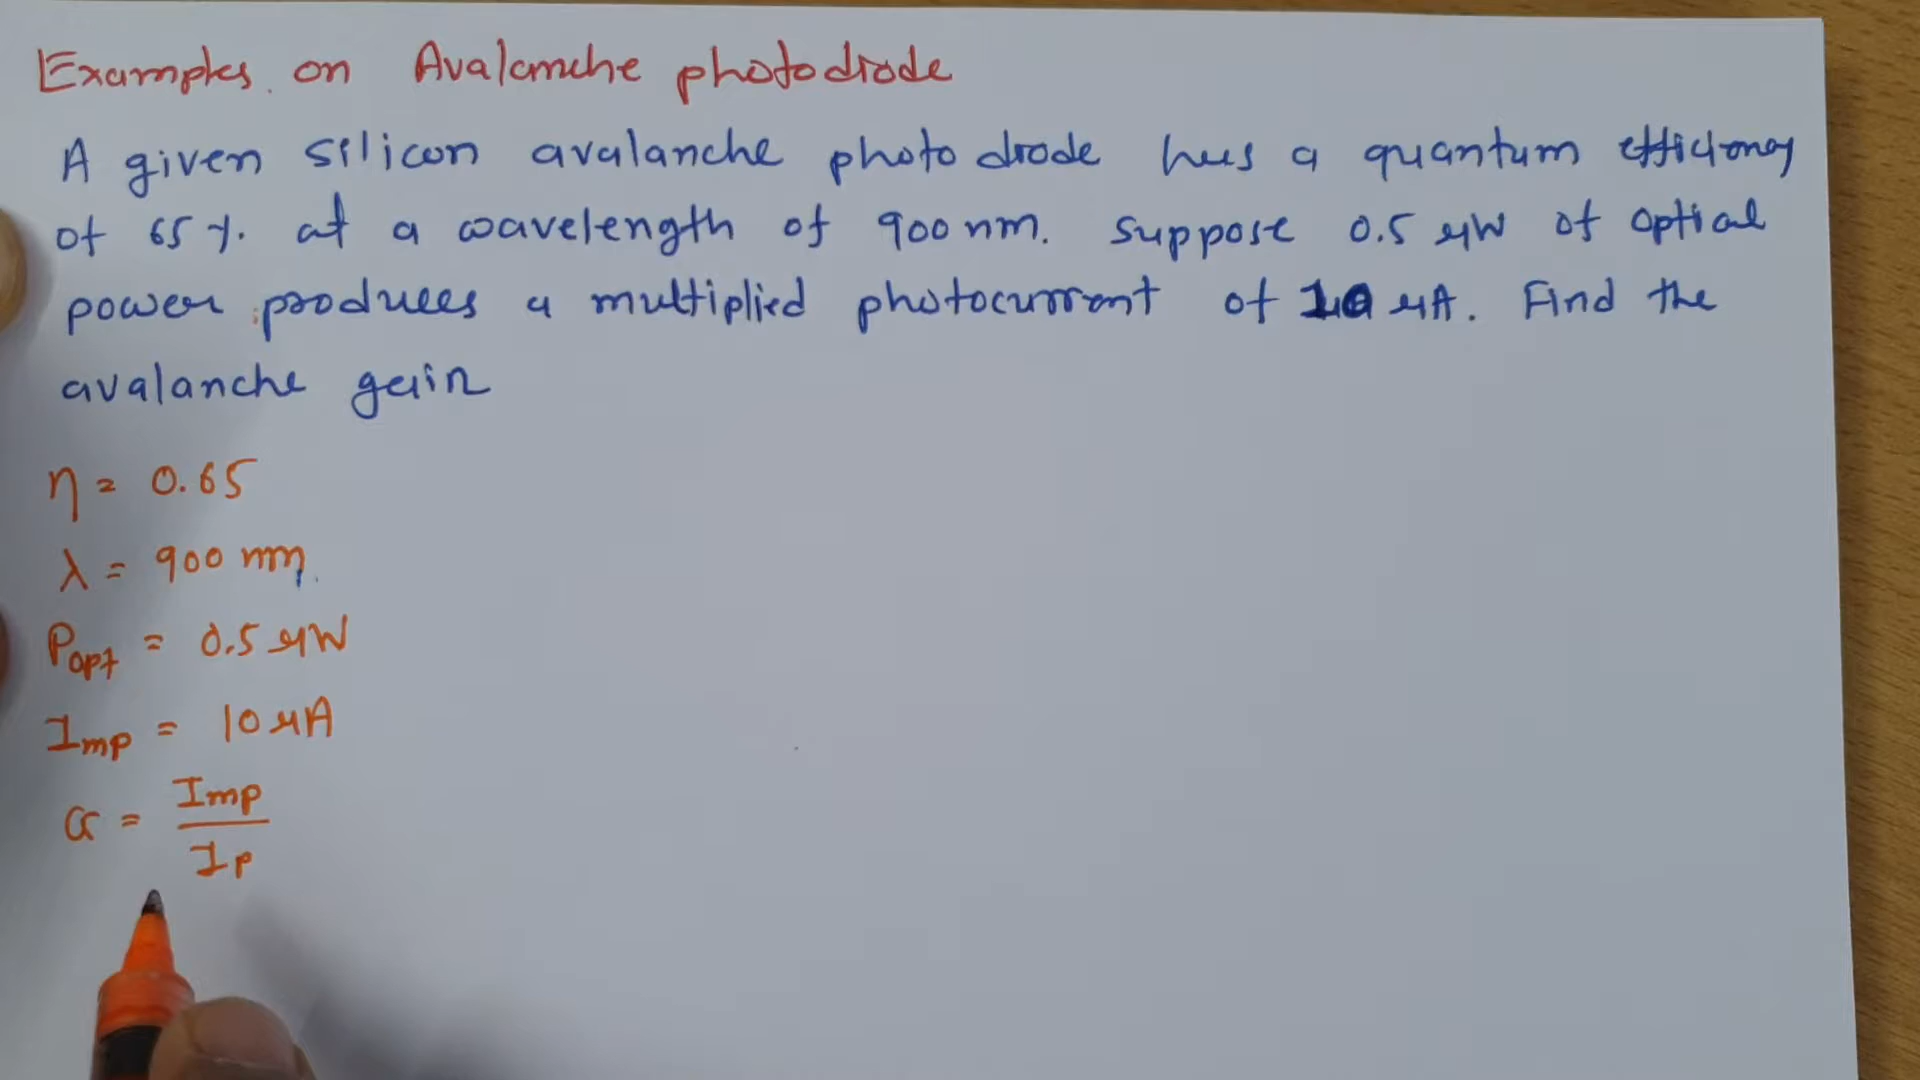 Examples on Avalanche photodiode
A given silicon avalanche photo diode has a quantum efficiency
of 65 %. at a wavelength of 900 nm. Suppose 0.5 μW of optical
power produces a multiplied photocurrent of 10 μA. Find the
avalanche gain
η = 0.65
λ = 900 nm.
Popt = 0.5 μW
Imp = 10 μA
G = Imp
Ip